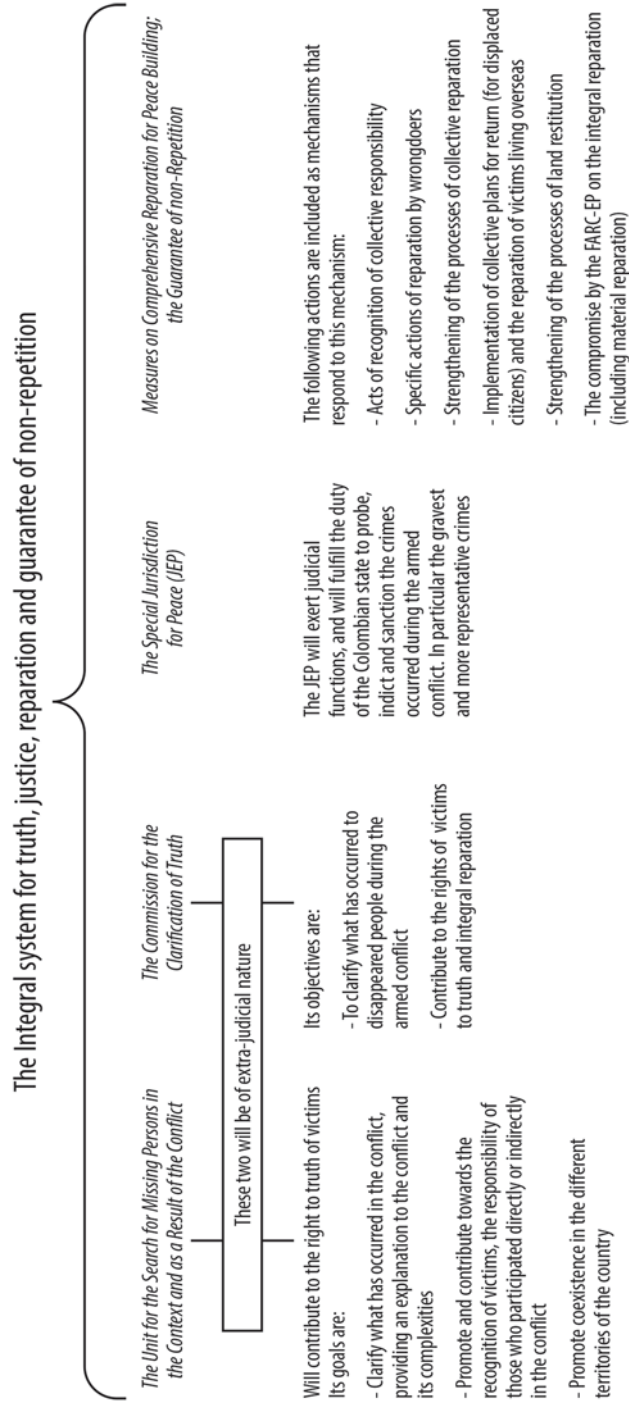 The Integral system for truth, justice, reparation and guarantee of non-repetition
The Unit for the Search for Missing Persons in
the Context and as a Result of the Conflict
The Commission for the
Clarification of Truth
These two will be of extra-judicial nature
The Special Jurisdiction
for Peace (JEP)
Measures on Comprehensive Reparation for Peace Building;
the Guarantee of non-Repetition
Will contribute to the right to truth of victims
Its goals are:
- Clarify what has occurred in the conflict,
providing an explanation to the conflict and
its complexities
- Promote and contribute towards the
recognition of victims, the responsibility of
those who participated directly or indirectly
in the conflict
- Promote coexistence in the different
territories of the country
Its objectives are:
- To clarify what has occurred to
disappeared people during the
armed conflict
- Contribute to the rights of victims
to truth and integral reparation
The JEP will exert judicial
functions, and will fulfill the duty
of the Colombian state to probe,
indict and sanction the crimes
occurred during the armed
conflict. In particular the gravest
and more representative crimes
The following actions are included as mechanisms that
respond to this mechanism:
- Acts of recognition of collective responsibility
- Specific actions of reparation by wrongdoers
- Strengthening of the processes of collective reparation
- Implementation of collective plans for return (for displaced
citizens) and the reparation of victims living overseas
- Strengthening of the processes of land restitution
- The compromise by the FARC-EP on the integral reparation
(including material reparation)